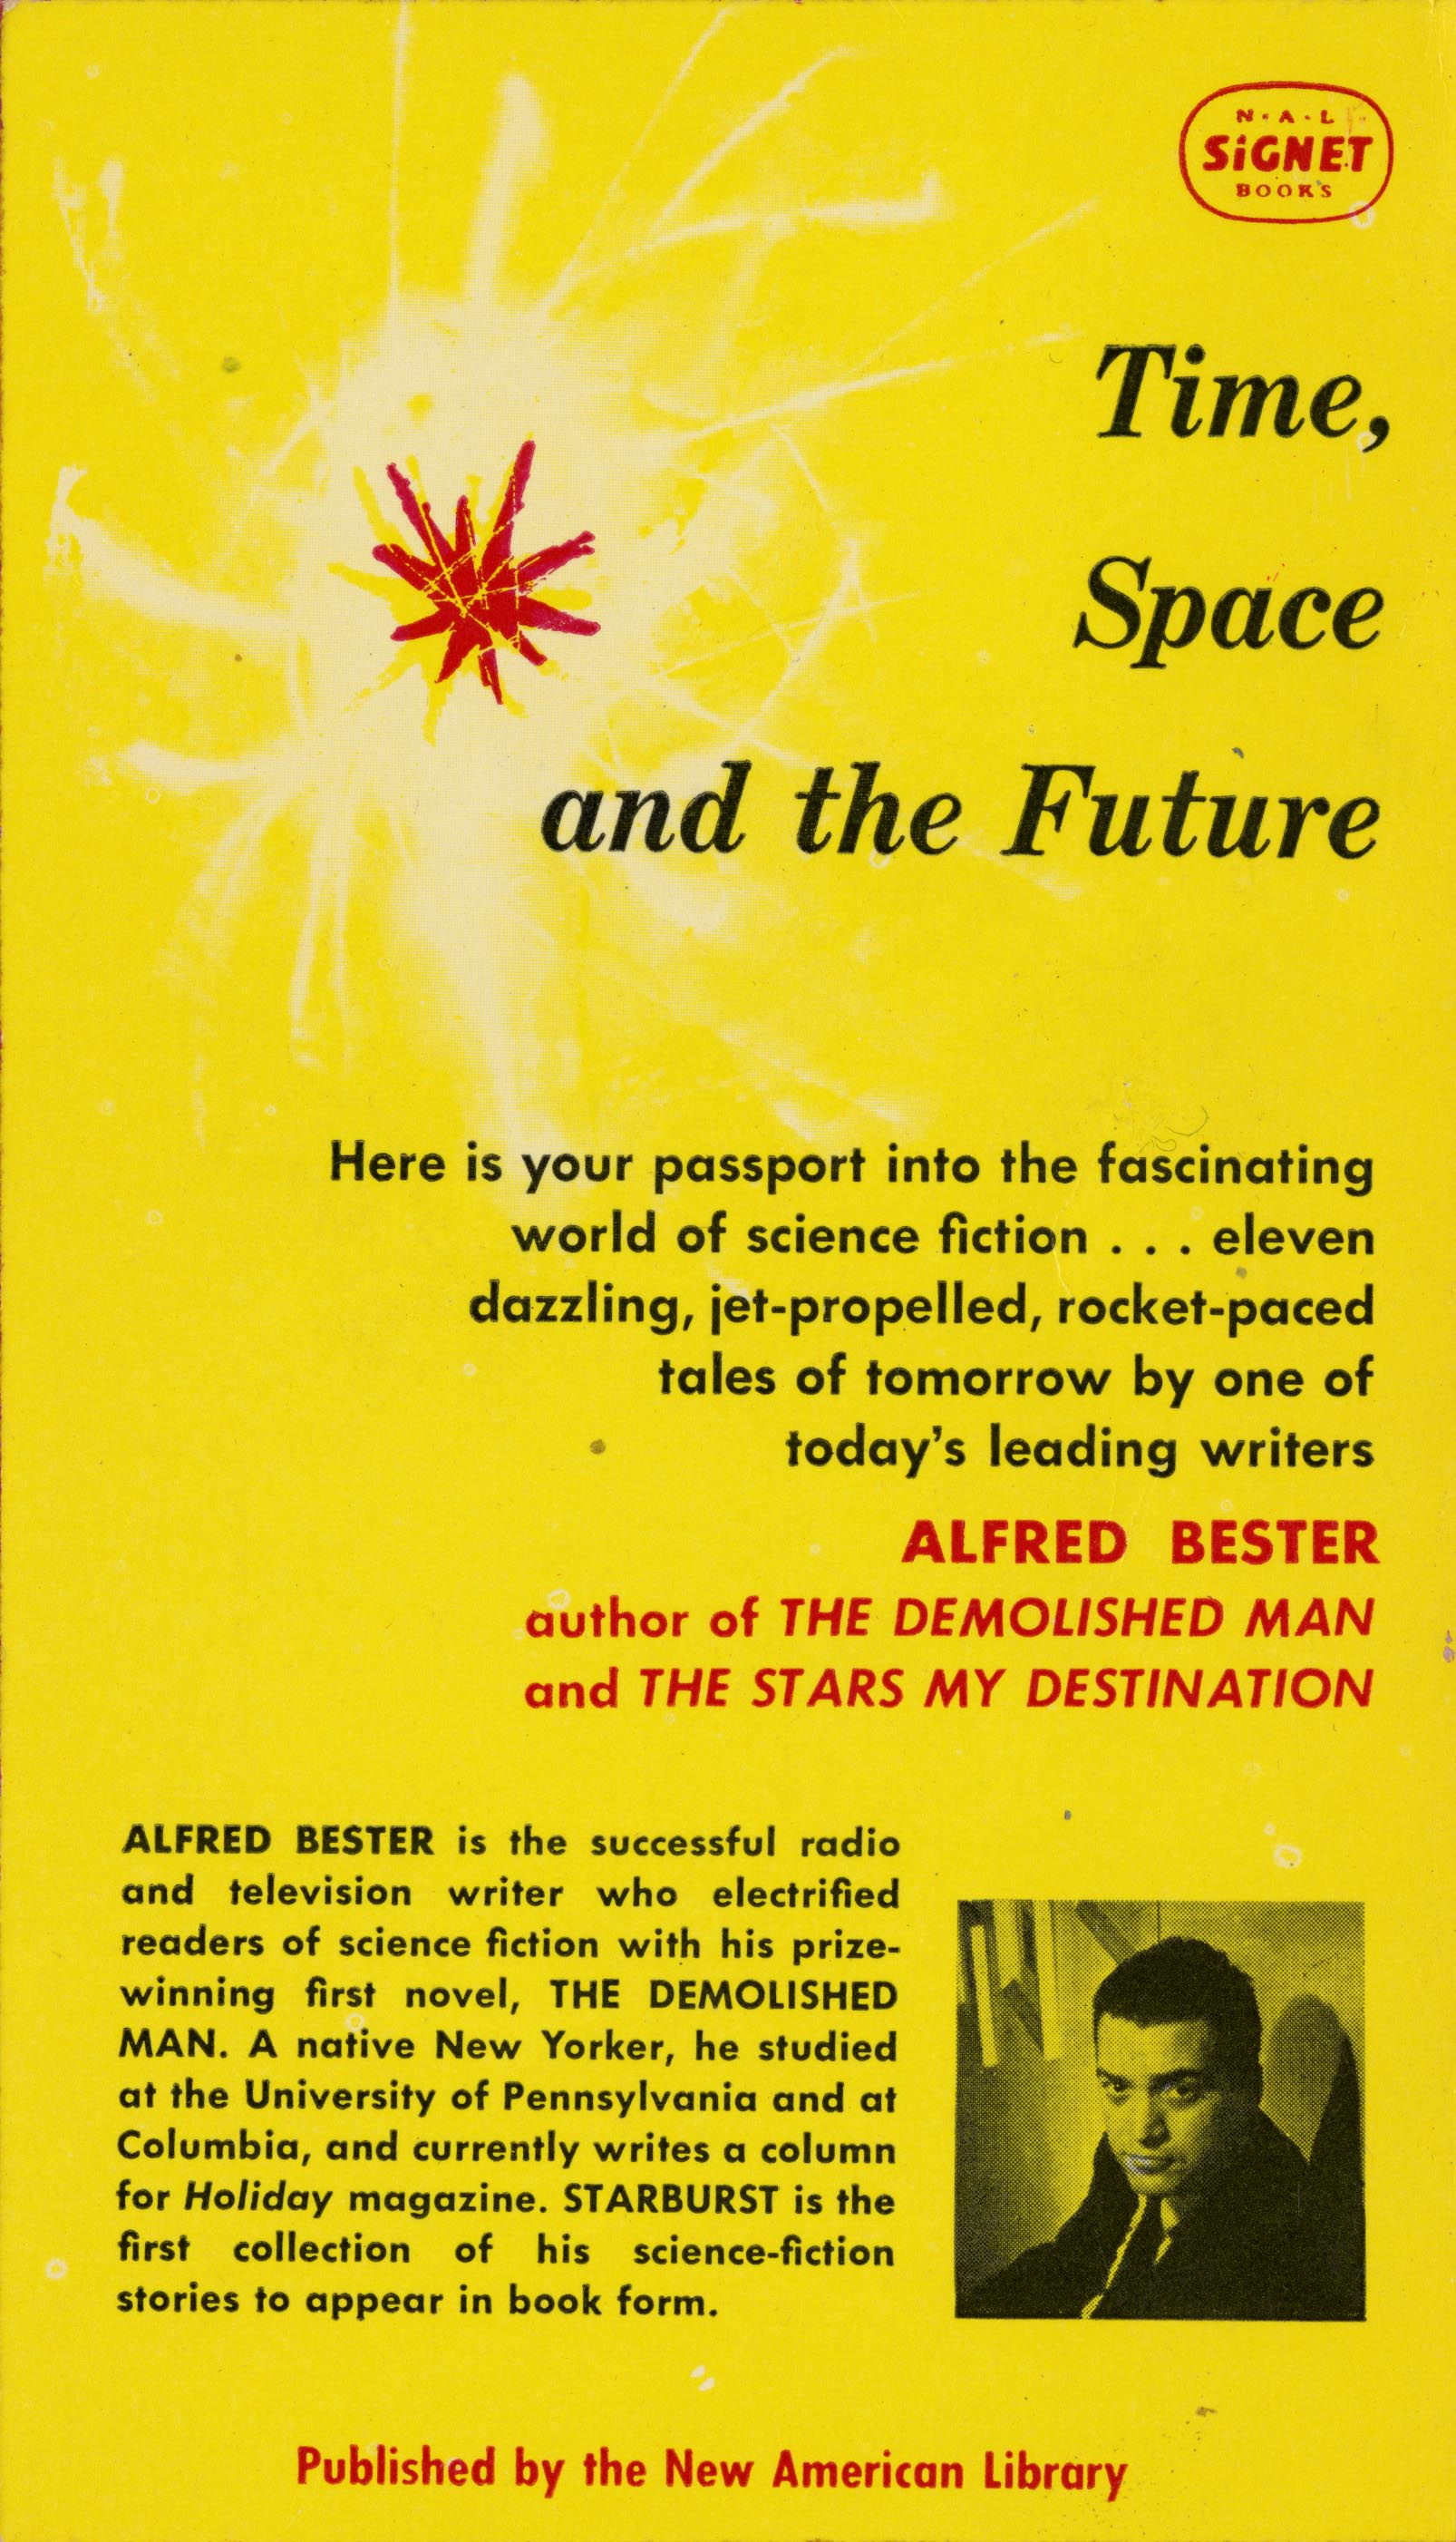 N·A·L
SiGNET
BOOKS
Time,
Space
and the Future
Here is your passport into the fascinating
world of science fiction . . . eleven
dazzling, jet-propelled, rocket-paced
tales of tomorrow by one of
today's leading writers
ALFRED BESTER
author of THE DEMOLISHED MAN
and THE STARS MY DESTINATION
ALFRED BESTER is the successful radio
and television writer who electrified
readers of science fiction with his prize-
winning first novel, THE DEMOLISHED
MAN. A native New Yorker, he studied
at the University of Pennsylvania and at
Columbia, and currently writes a column
for Holiday magazine. STARBURST is the
first collection of his science-fiction
stories to appear in book form.
Published by the New American Library